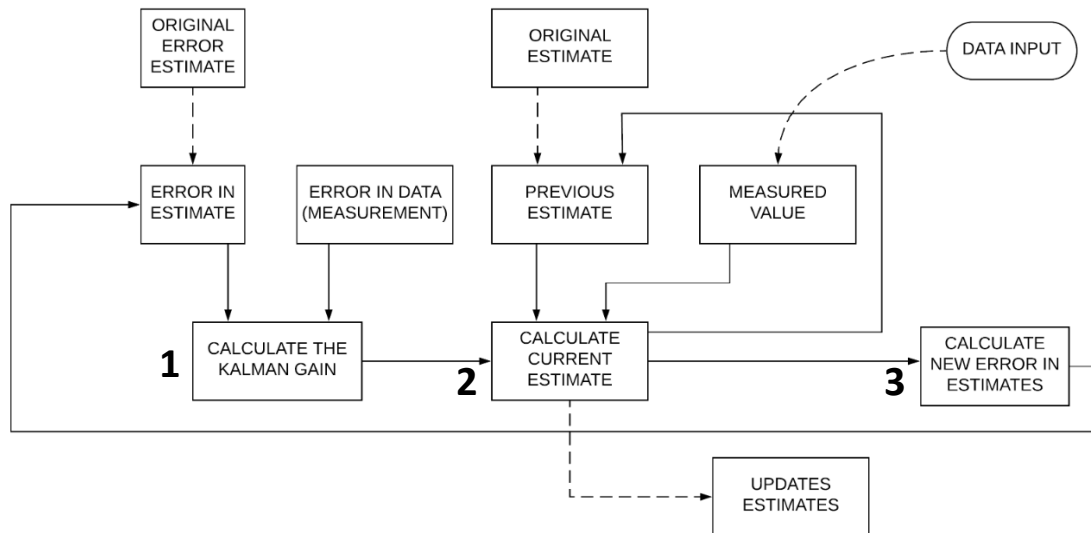 ORIGINAL
ERROR
ESTIMATE
ORIGINAL
ESTIMATE
DATA INPUT
ERROR IN
ESTIMATE
ERROR IN DATA
(MEASUREMENT)
PREVIOUS
ESTIMATE
MEASURED
VALUE
1
CALCULATE THE
KALMAN GAIN
2
CALCULATE
CURRENT
ESTIMATE
3
CALCULATE
NEW ERROR IN
ESTIMATES
UPDATES
ESTIMATES